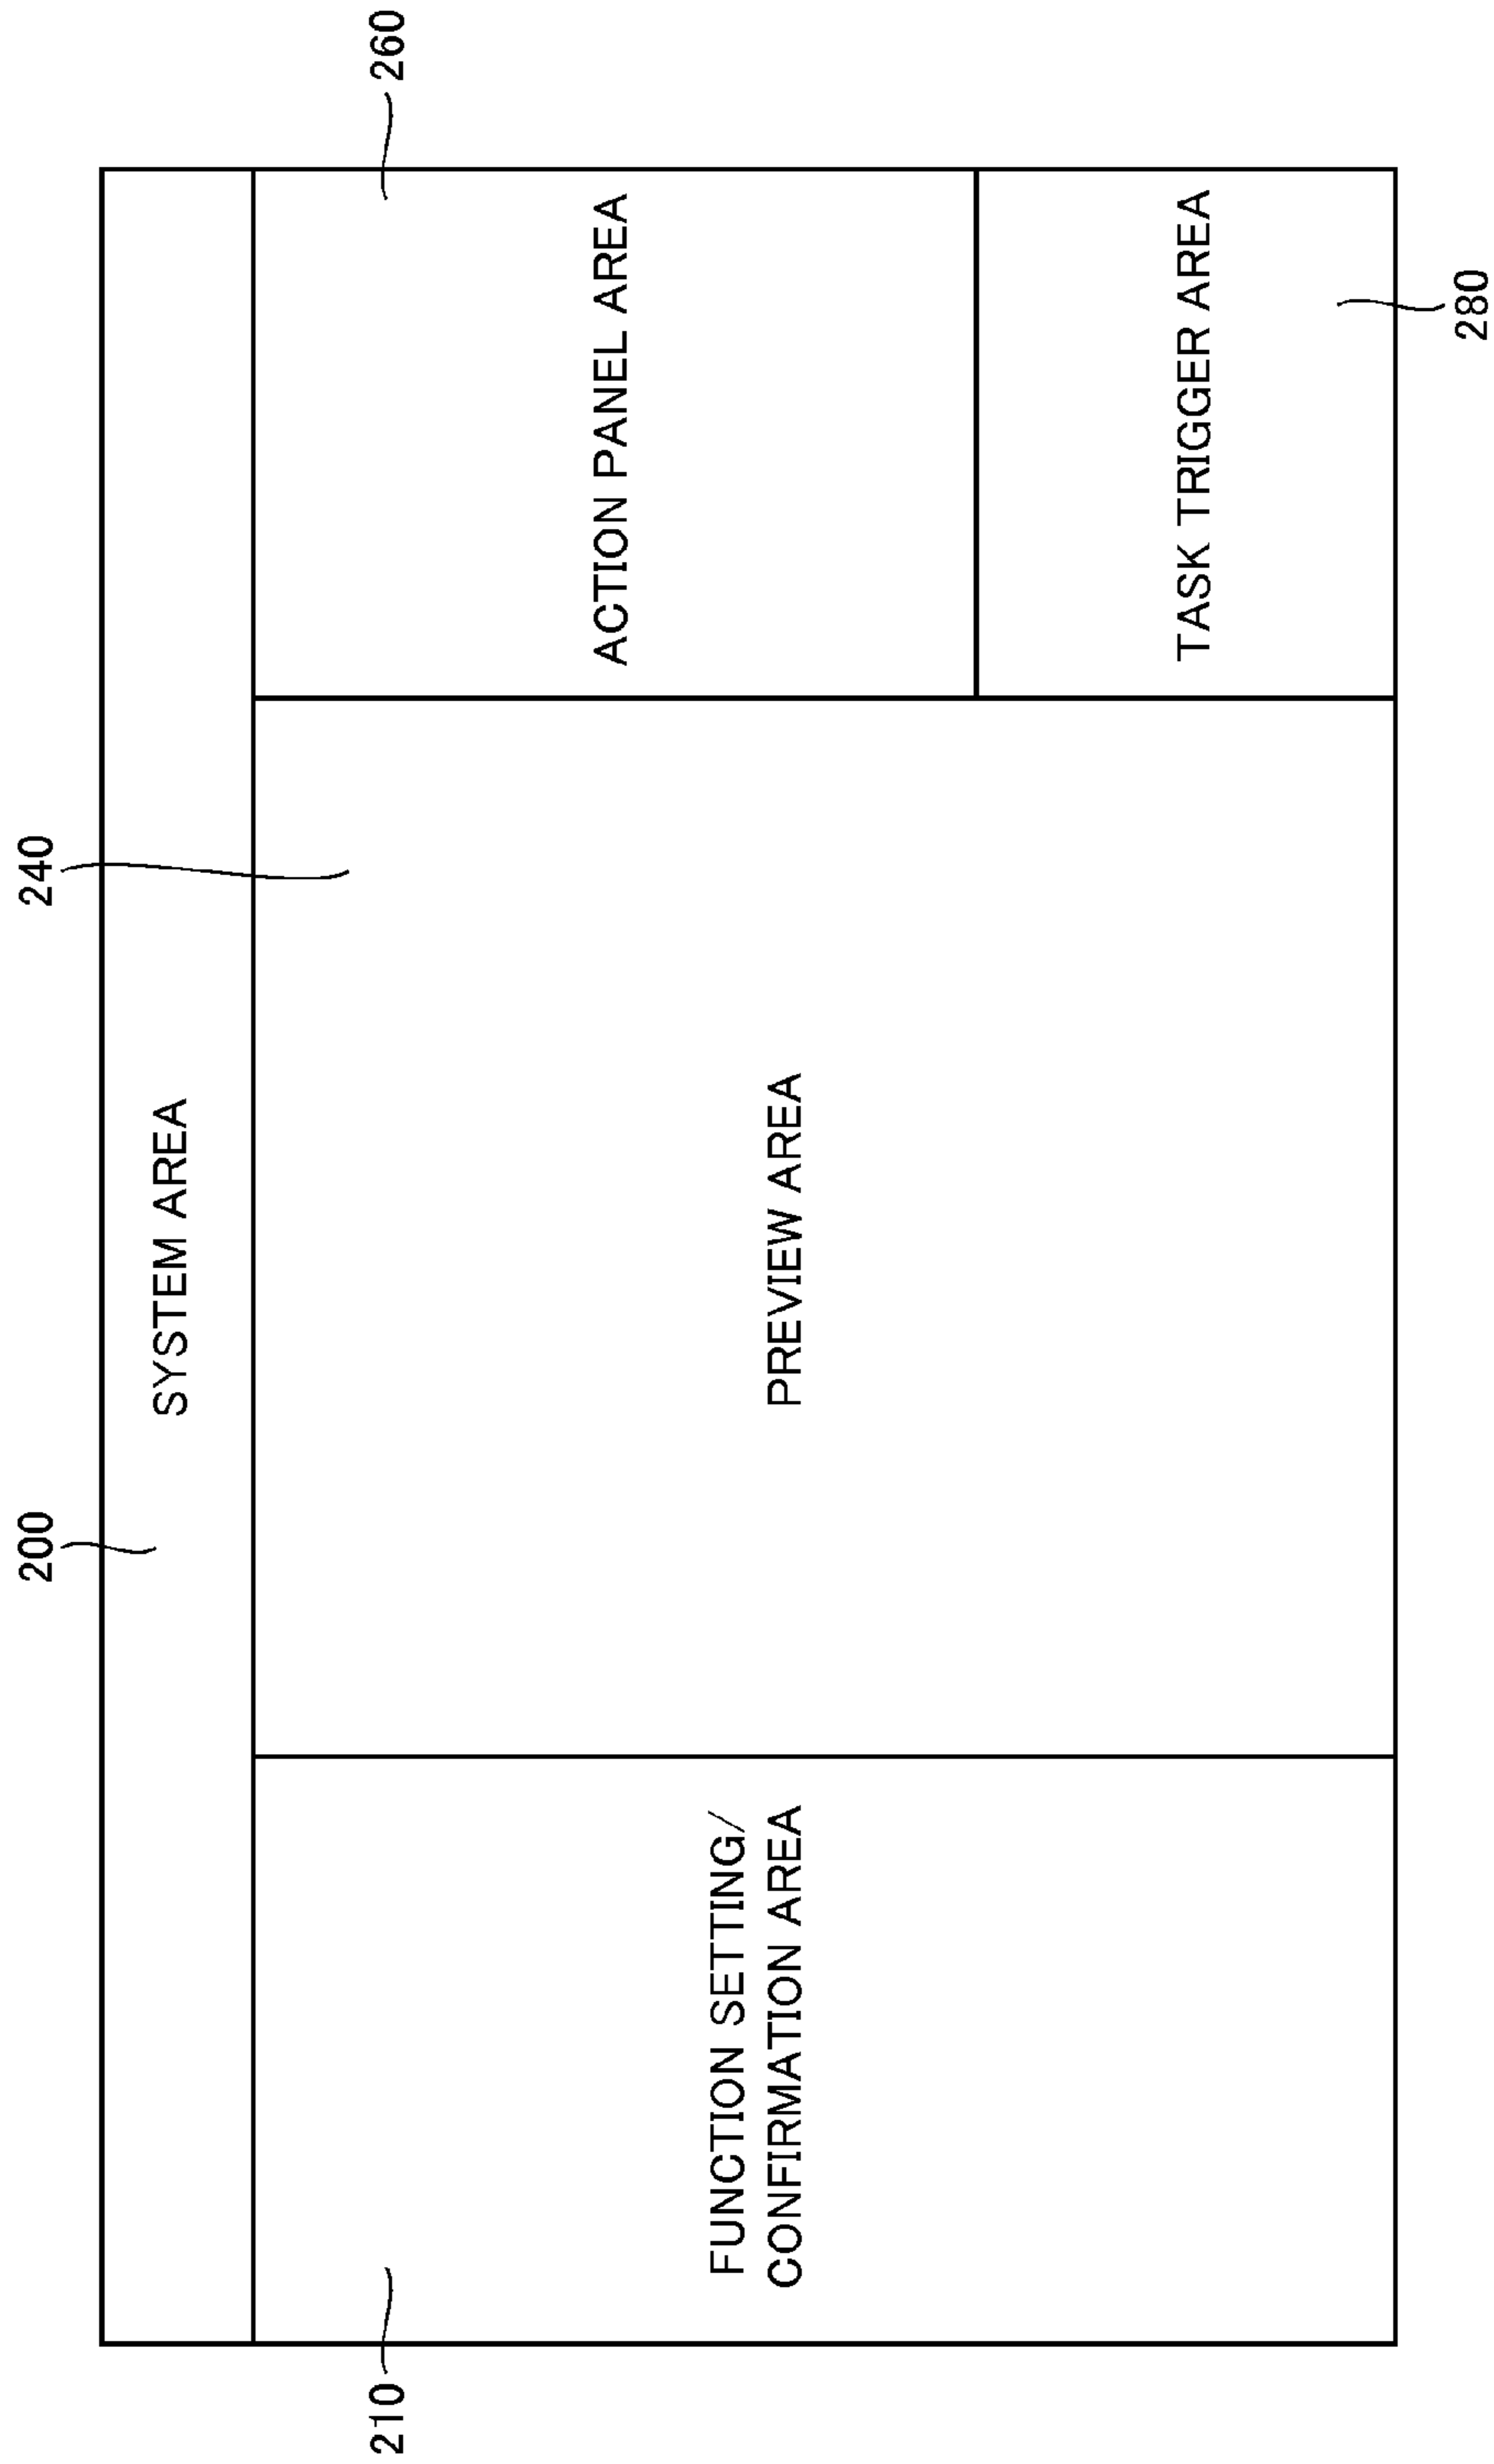 200
240
SYSTEM AREA
210
260
FUNCTION SETTING/
CONFIRMATION AREA
PREVIEW AREA
ACTION PANEL AREA
TASK TRIGGER AREA
280